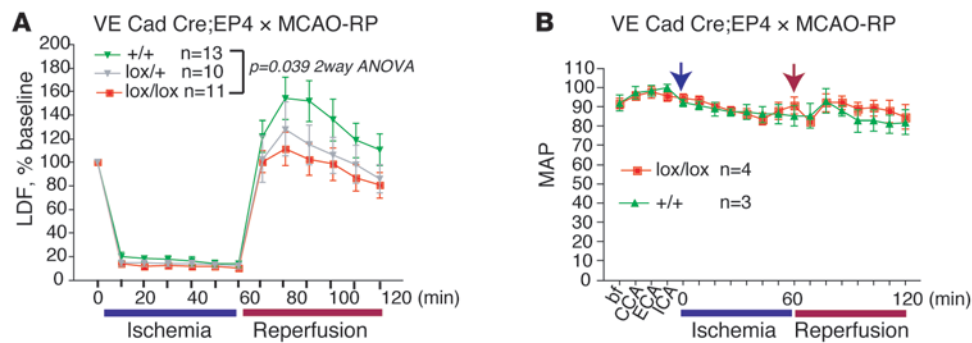 A VE Cad Cre;EP4 × MCAO-RP
LDF, % baseline
200
180
160
140
120
100
80
60
40
20
0
+/+ n=13
lox/+ n=10
lox/lox n=11
p=0.039 2way ANOVA
0 20 40 60 60 80 100 120 (min)
Ischemia Reperfusion
B VE Cad Cre;EP4 × MCAO-RP
MAP
110
100
90
80
70
60
50
40
30
20
10
0
lox/lox n=4
+/+ n=3
bf CCA ECA ICA 0 60 120 (min)
Ischemia Reperfusion